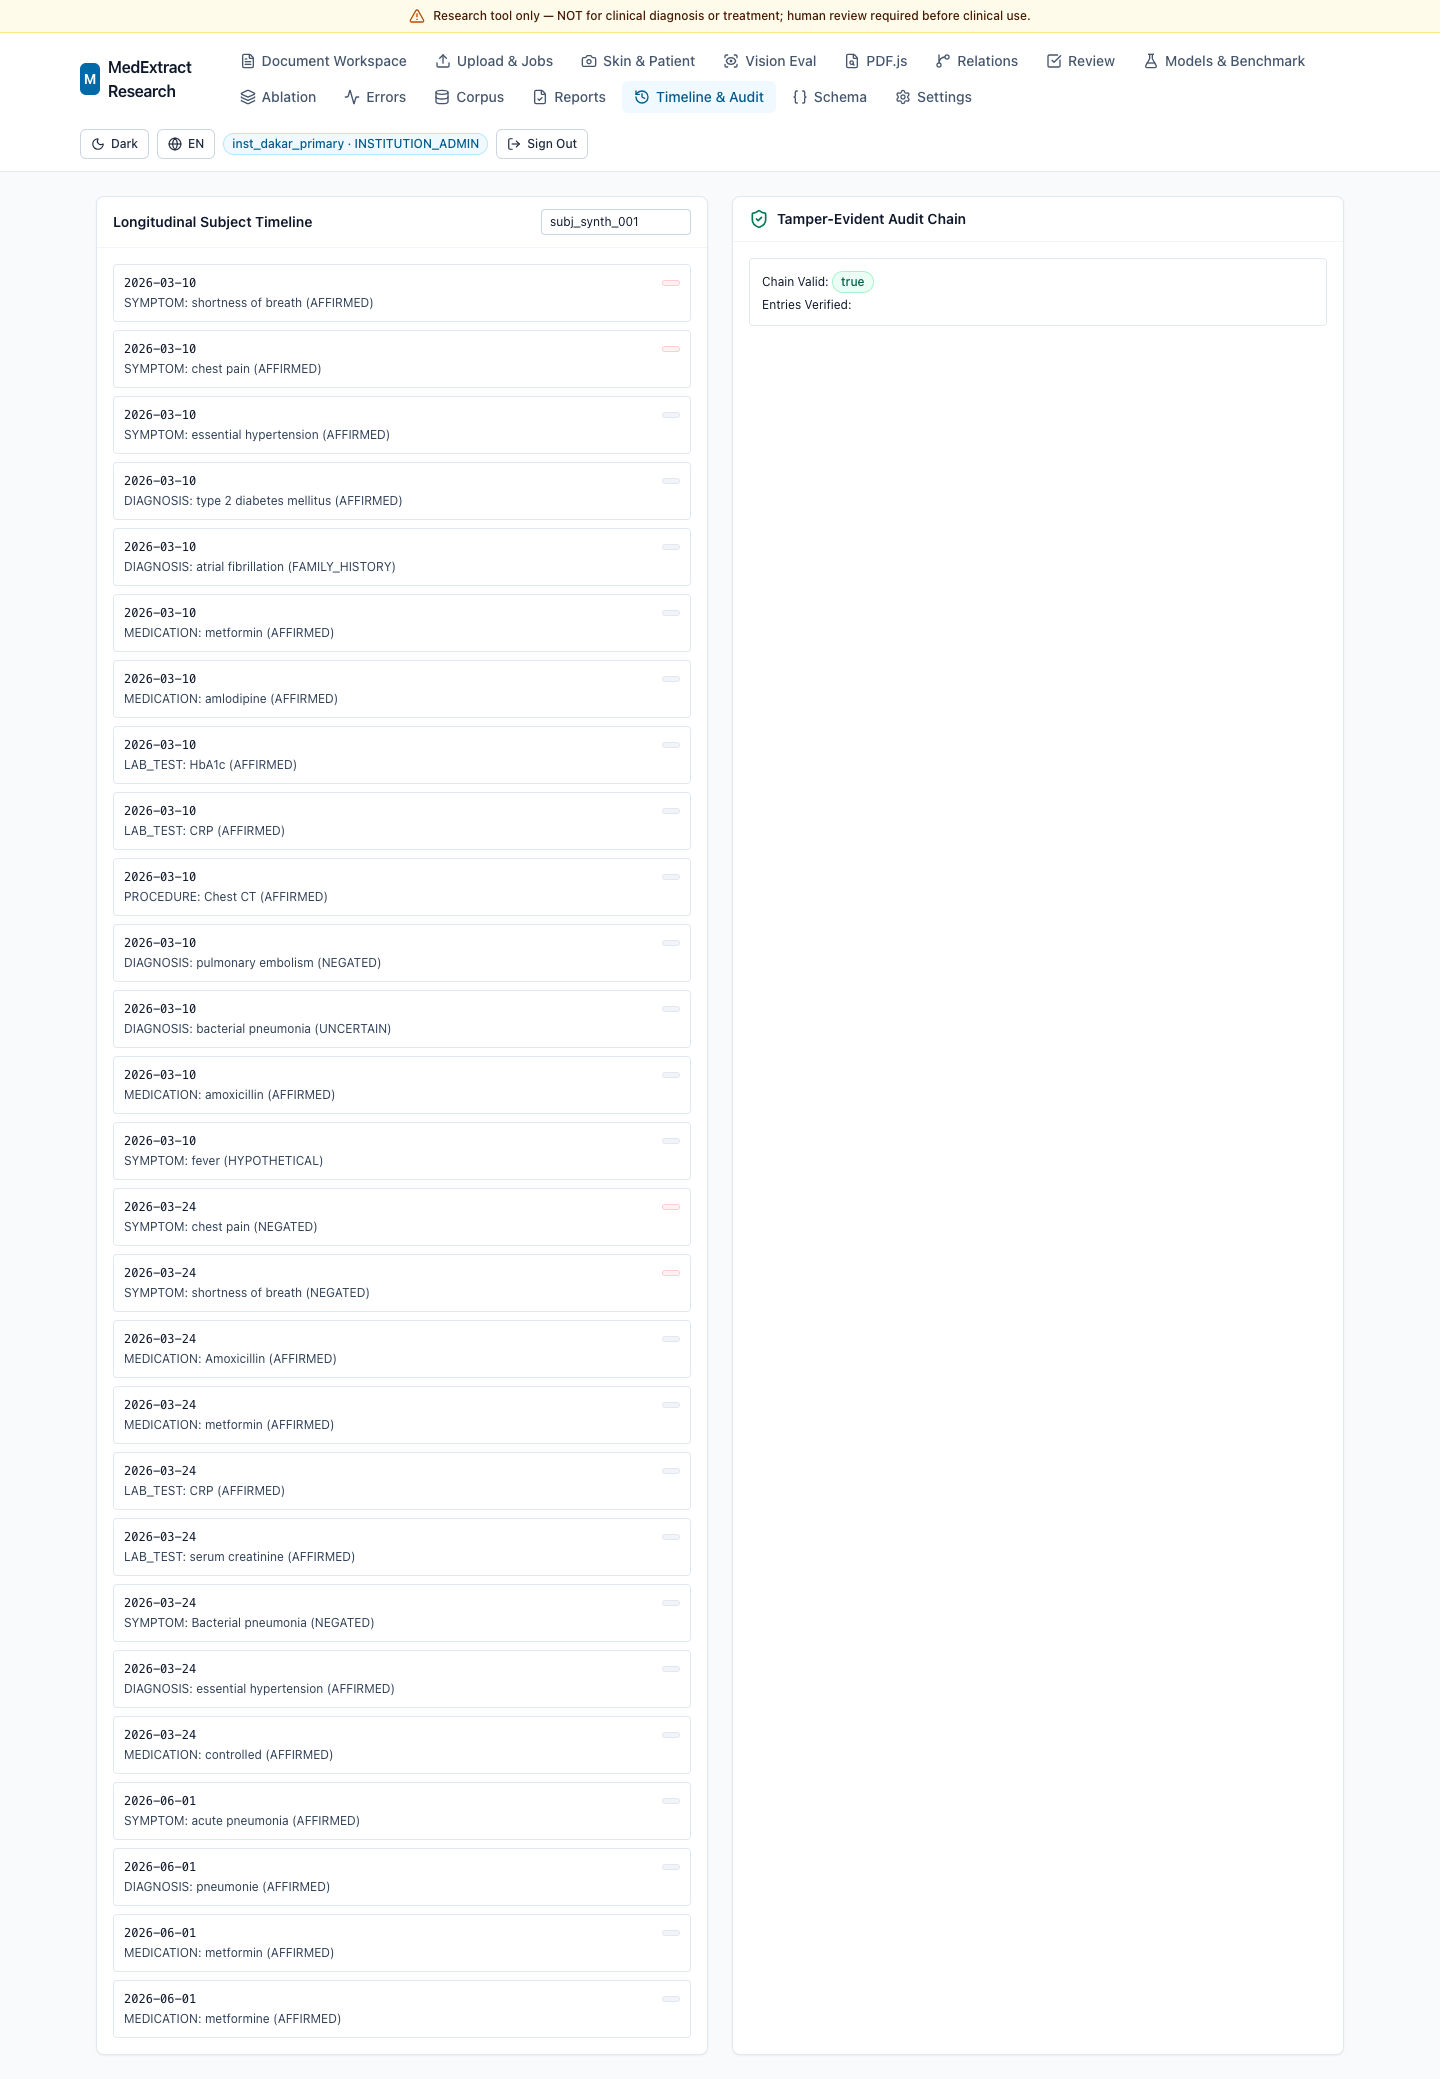 Research tool only — NOT for clinical diagnosis or treatment; human review required before clinical use.
M
MedExtract
Research
Document Workspace
Upload & Jobs
Skin & Patient
Vision Eval
PDF.js
Relations
Review
Models & Benchmark
Ablation
Errors
Corpus
Reports
Timeline & Audit
Schema
Settings
Dark
EN
inst_dakar_primary · INSTITUTION_ADMIN
Sign Out
Longitudinal Subject Timeline
subj_synth_001
2026-03-10
SYMPTOM: shortness of breath (AFFIRMED)
2026-03-10
SYMPTOM: chest pain (AFFIRMED)
2026-03-10
SYMPTOM: essential hypertension (AFFIRMED)
2026-03-10
DIAGNOSIS: type 2 diabetes mellitus (AFFIRMED)
2026-03-10
DIAGNOSIS: atrial fibrillation (FAMILY_HISTORY)
2026-03-10
MEDICATION: metformin (AFFIRMED)
2026-03-10
MEDICATION: amlodipine (AFFIRMED)
2026-03-10
LAB_TEST: HbA1c (AFFIRMED)
2026-03-10
LAB_TEST: CRP (AFFIRMED)
2026-03-10
PROCEDURE: Chest CT (AFFIRMED)
2026-03-10
DIAGNOSIS: pulmonary embolism (NEGATED)
2026-03-10
DIAGNOSIS: bacterial pneumonia (UNCERTAIN)
2026-03-10
MEDICATION: amoxicillin (AFFIRMED)
2026-03-10
SYMPTOM: fever (HYPOTHETICAL)
2026-03-24
SYMPTOM: chest pain (NEGATED)
2026-03-24
SYMPTOM: shortness of breath (NEGATED)
2026-03-24
MEDICATION: Amoxicillin (AFFIRMED)
2026-03-24
MEDICATION: metformin (AFFIRMED)
2026-03-24
LAB_TEST: CRP (AFFIRMED)
2026-03-24
LAB_TEST: serum creatinine (AFFIRMED)
2026-03-24
SYMPTOM: Bacterial pneumonia (NEGATED)
2026-03-24
DIAGNOSIS: essential hypertension (AFFIRMED)
2026-03-24
MEDICATION: controlled (AFFIRMED)
2026-06-01
SYMPTOM: acute pneumonia (AFFIRMED)
2026-06-01
DIAGNOSIS: pneumonie (AFFIRMED)
2026-06-01
MEDICATION: metformin (AFFIRMED)
2026-06-01
MEDICATION: metformine (AFFIRMED)
Tamper-Evident Audit Chain
Chain Valid: true
Entries Verified: